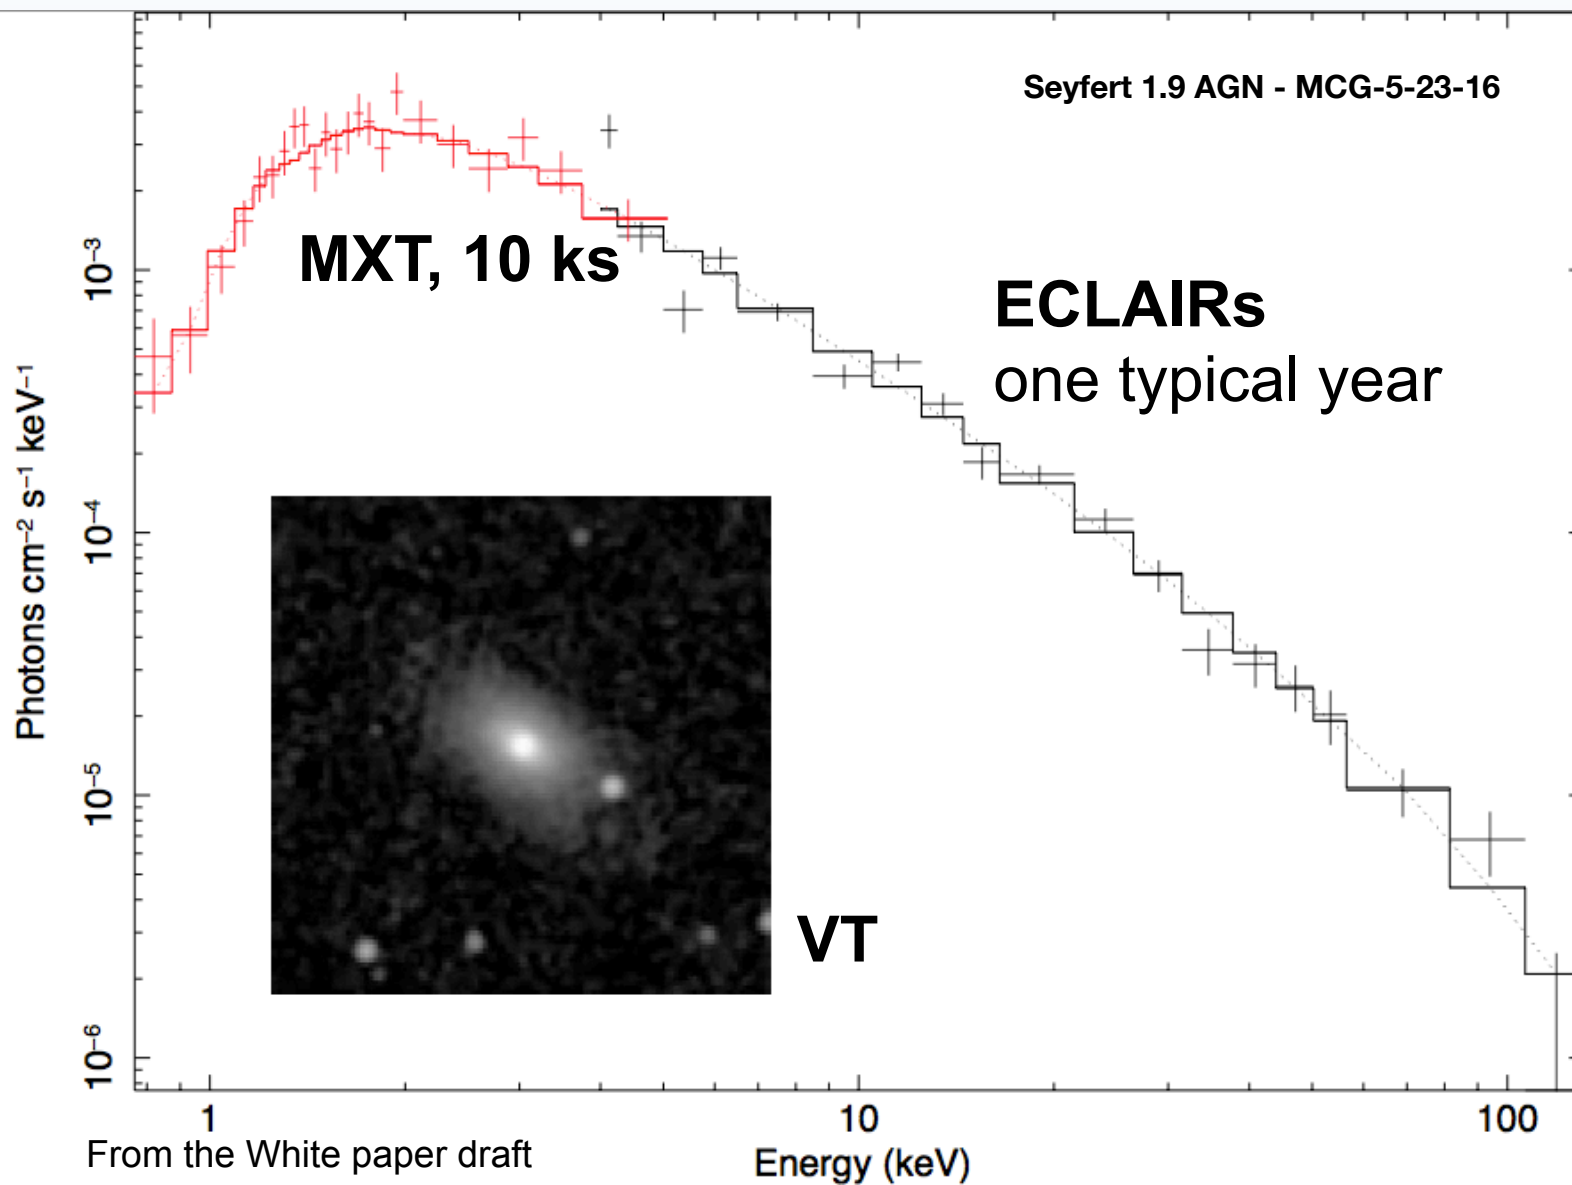 Seyfert 1.9 AGN - MCG-5-23-16
MXT, 10 ks
ECLAIRs
one typical year
VT
Photons cm⁻² s⁻¹ keV⁻¹
10⁻³
10⁻⁴
10⁻⁵
10⁻⁶
1
10
100
Energy (keV)
From the White paper draft